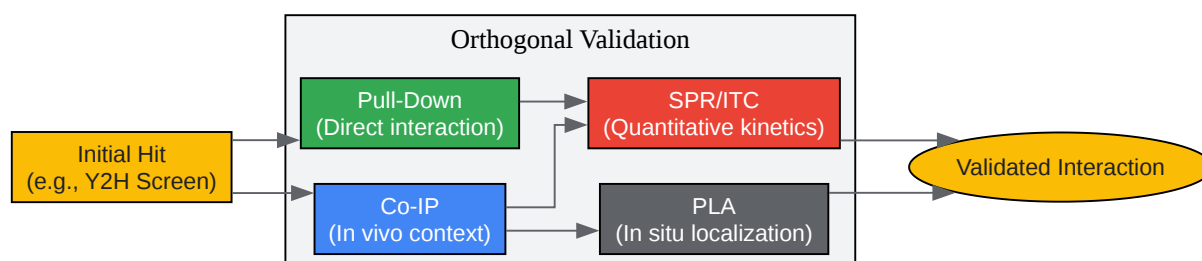 Orthogonal Validation
Initial Hit
(e.g., Y2H Screen)
Pull-Down
(Direct interaction)
Co-IP
(In vivo context)
SPR/ITC
(Quantitative kinetics)
PLA
(In situ localization)
Validated Interaction